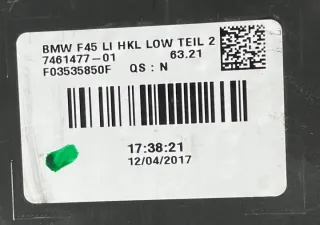 BMW F45 LI HKL LOW TEIL 2
7461477-01 63.21
F03535850F QS : N
17:38:21
12/04/2017